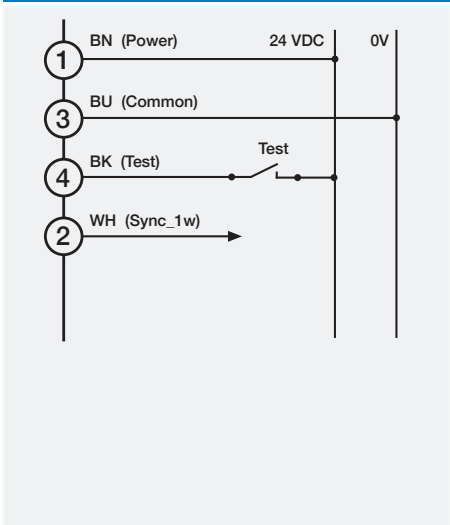 BN (Power) 24 VDC 0V
1
BU (Common)
3
Test
BK (Test)
4
WH (Sync_1w)
2